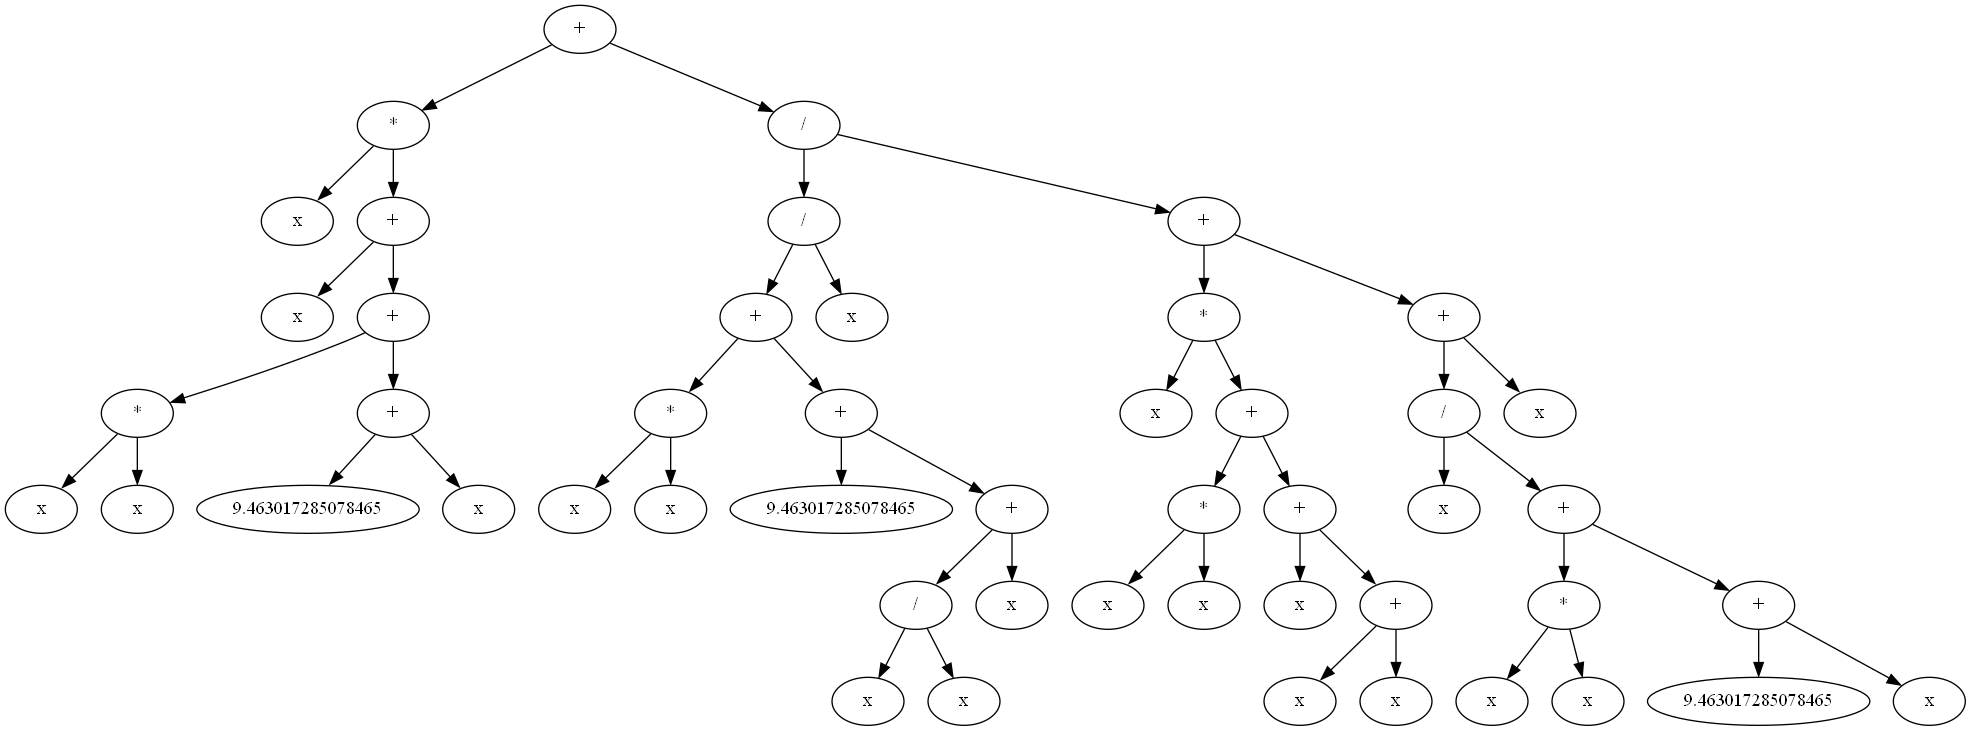 +
* /
x + / +
x + + x * +
* + * + x + / x
x x 9.463017285078465 x x x 9.463017285078465 + * + x +
/ x x x x + * +
x x x x x x 9.463017285078465 x